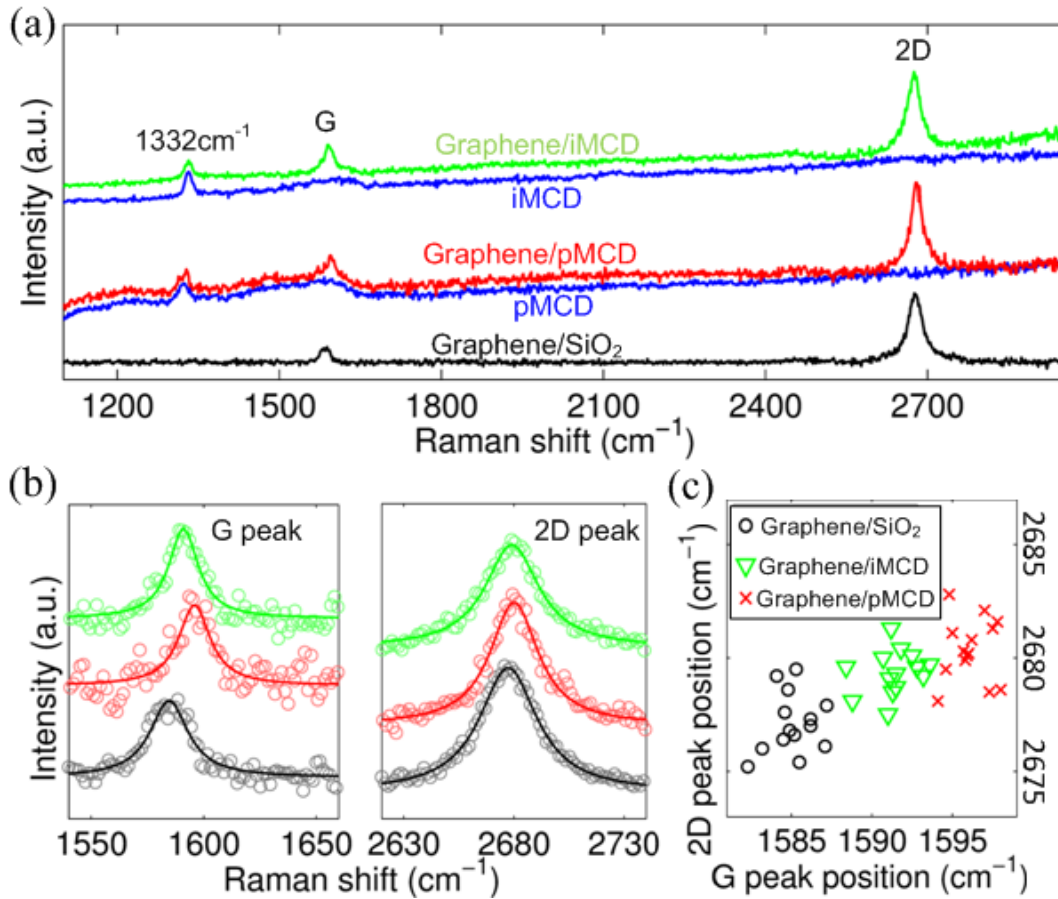 (a)
Intensity (a.u.)
1332cm⁻¹
G
2D
Graphene/iMCD
iMCD
Graphene/pMCD
pMCD
Graphene/SiO₂
1200 1500 1800 2100 2400 2700
Raman shift (cm⁻¹)
(b)
Intensity (a.u.)
G peak
2D peak
1550 1600 1650
2630 2680 2730
Raman shift (cm⁻¹)
(c)
2D peak position (cm⁻¹)
Graphene/SiO₂
Graphene/iMCD
Graphene/pMCD
2685
2680
2675
1585 1590 1595
G peak position (cm⁻¹)